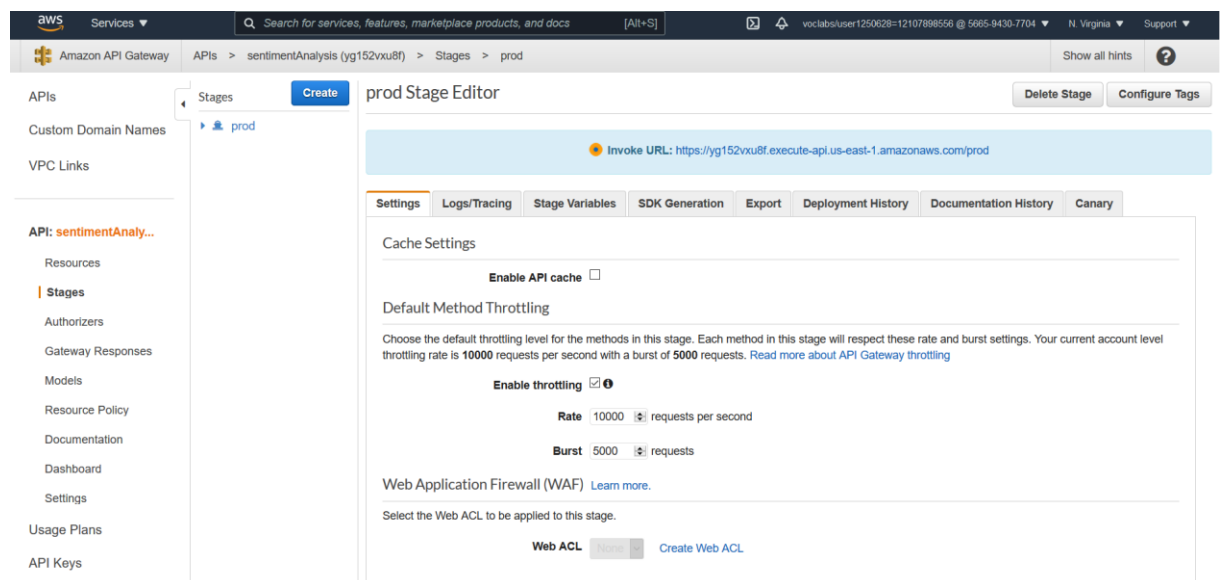 aws Services ▼ Search for services, features, marketplace products, and docs [Alt+S] voclabs/user1250628=12107898556 @ 5665-9430-7704 ▼ N. Virginia ▼ Support ▼
Amazon API Gateway APIs > sentimentAnalysis (yg152vxu8f) > Stages > prod Show all hints ?
APIs
Custom Domain Names
VPC Links
API: sentimentAnaly...
Resources
Stages
Authorizers
Gateway Responses
Models
Resource Policy
Documentation
Dashboard
Settings
Usage Plans
API Keys
Stages Create
prod
prod Stage Editor Delete Stage Configure Tags
Invoke URL: https://yg152vxu8f.execute-api.us-east-1.amazonaws.com/prod
Settings Logs/Tracing Stage Variables SDK Generation Export Deployment History Documentation History Canary
Cache Settings
Enable API cache
Default Method Throttling
Choose the default throttling level for the methods in this stage. Each method in this stage will respect these rate and burst settings. Your current account level
throttling rate is 10000 requests per second with a burst of 5000 requests. Read more about API Gateway throttling
Enable throttling
Rate 10000 requests per second
Burst 5000 requests
Web Application Firewall (WAF) Learn more.
Select the Web ACL to be applied to this stage.
Web ACL None Create Web ACL